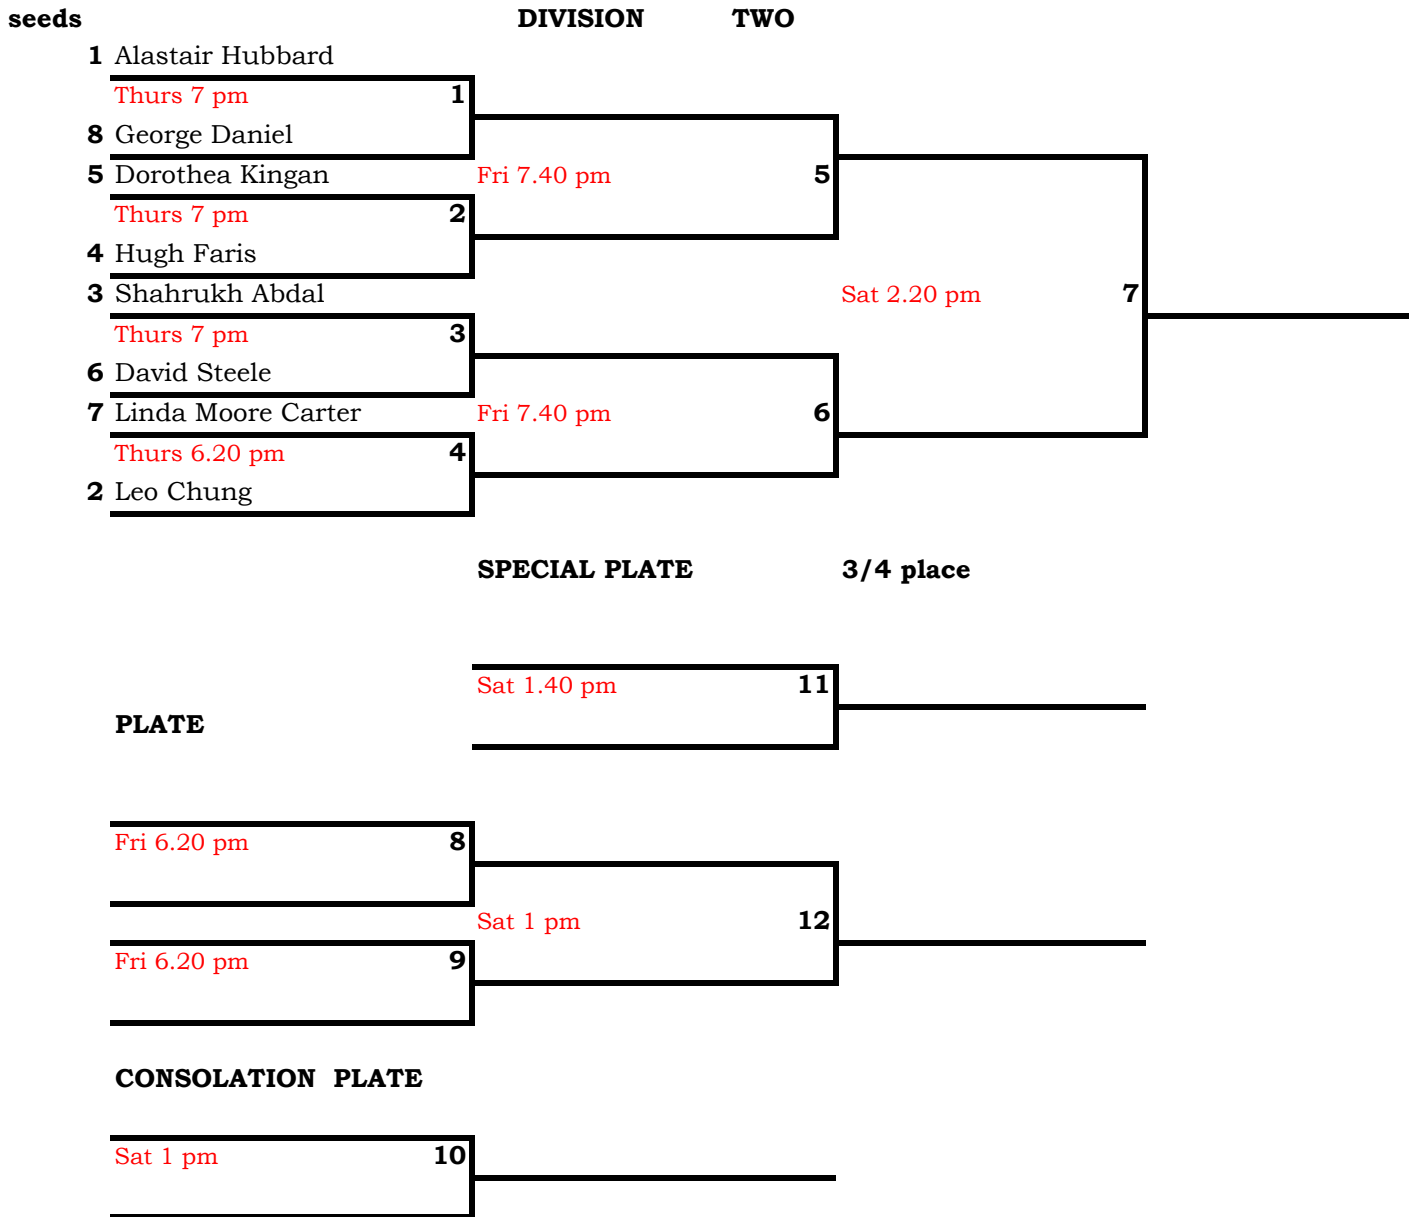 seeds DIVISION TWO
1 Alastair Hubbard
Thurs 7 pm 1
8 George Daniel
5 Dorothea Kingan Fri 7.40 pm 5
Thurs 7 pm 2
4 Hugh Faris
3 Shahrukh Abdal Sat 2.20 pm 7
Thurs 7 pm 3
6 David Steele
7 Linda Moore Carter Fri 7.40 pm 6
Thurs 6.20 pm 4
2 Leo Chung
SPECIAL PLATE 3/4 place
Sat 1.40 pm 11
PLATE
Fri 6.20 pm 8
Sat 1 pm 12
Fri 6.20 pm 9
CONSOLATION PLATE
Sat 1 pm 10